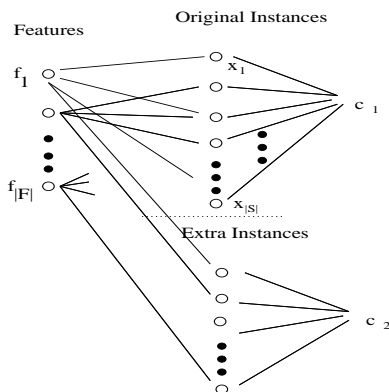 Original Instances
Features
f1
x1
c 1
f|F|
x|S|
Extra Instances
c 2